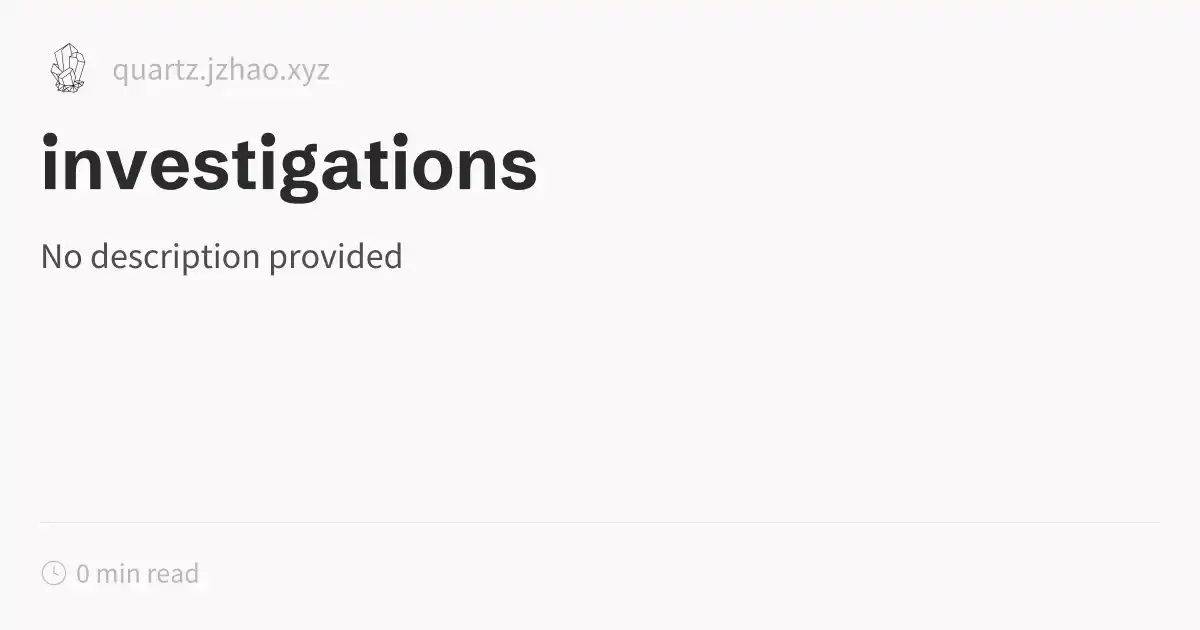 quartz.jzhao.xyz
investigations
No description provided
0 min read